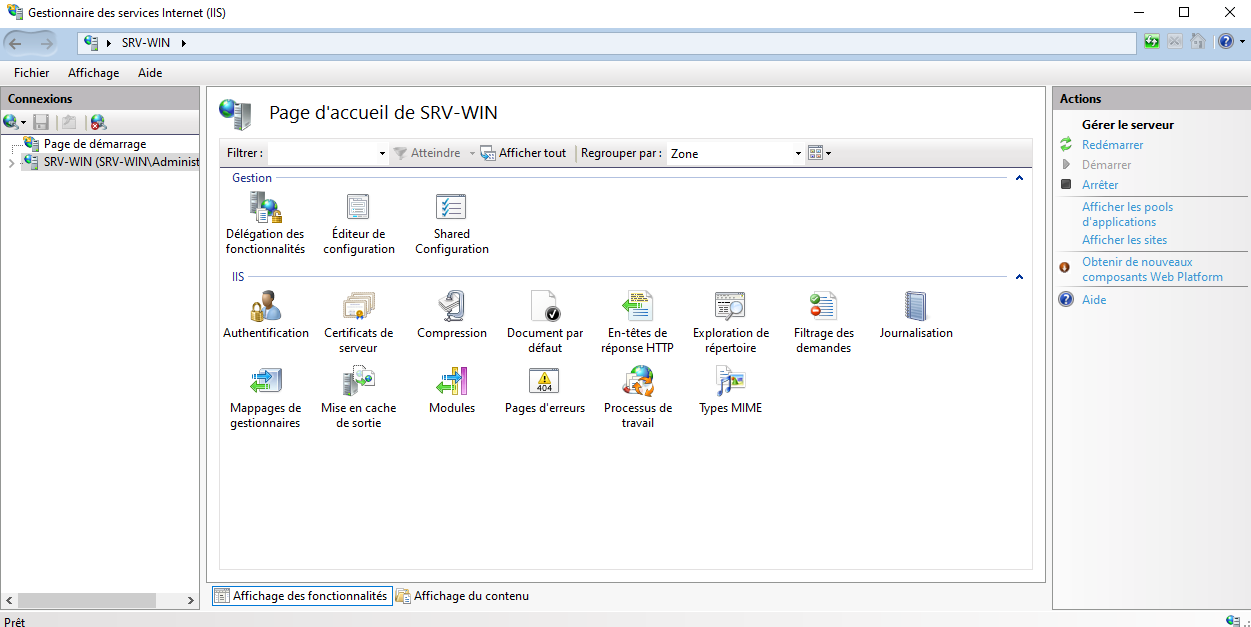 Gestionnaire des services Internet (IIS)
SRV-WIN
Fichier Affichage Aide
Connexions
Page de démarrage
SRV-WIN (SRV-WIN\Administ
Page d'accueil de SRV-WIN
Filtrer : Atteindre Afficher tout Regrouper par : Zone
Gestion
Délégation des
fonctionnalités
Éditeur de
configuration
Shared
Configuration
IIS
Authentification
Certificats de
serveur
Compression
Document par
défaut
En-têtes de
réponse HTTP
Exploration de
répertoire
Filtrage des
demandes
Journalisation
Mappages de
gestionnaires
Mise en cache
de sortie
Modules
404
Pages d'erreurs
Processus de
travail
Types MIME
Affichage des fonctionnalités Affichage du contenu
Actions
Gérer le serveur
Redémarrer
Démarrer
Arrêter
Afficher les pools
d'applications
Afficher les sites
Obtenir de nouveaux
composants Web Platform
Aide
Prêt